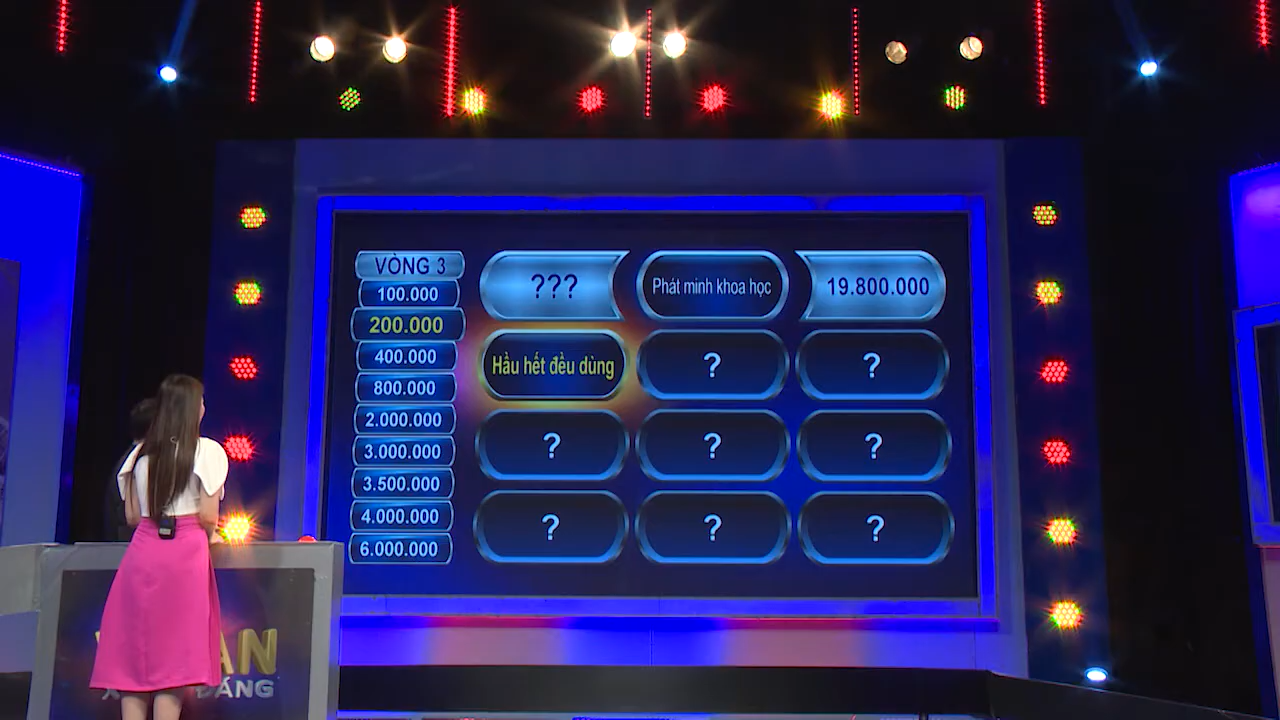 VÒNG 3
100.000
200.000
400.000
800.000
2.000.000
3.000.000
3.500.000
4.000.000
6.000.000
??? Phát minh khoa học 19.800.000
Hầu hết đều dùng ? ?
? ? ?
? ? ?
ĐÁNG